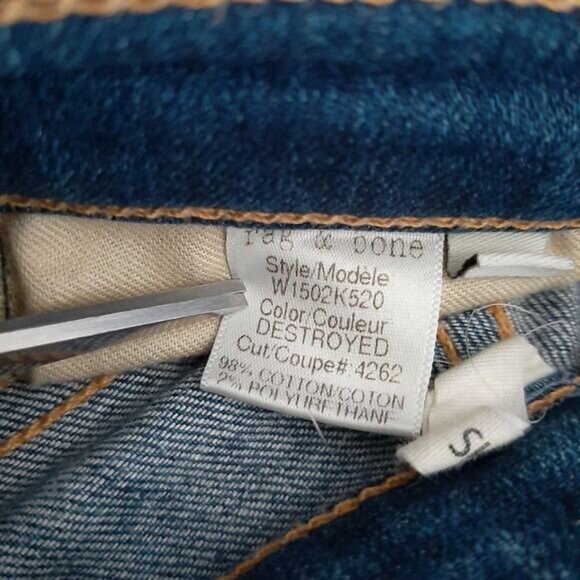 rag & bone
Style/Modèle
W1502K520
Color/Couleur
DESTROYED
Cut/Coupe# 4262
98% COTTON/COTON
2% POLYURETHANE